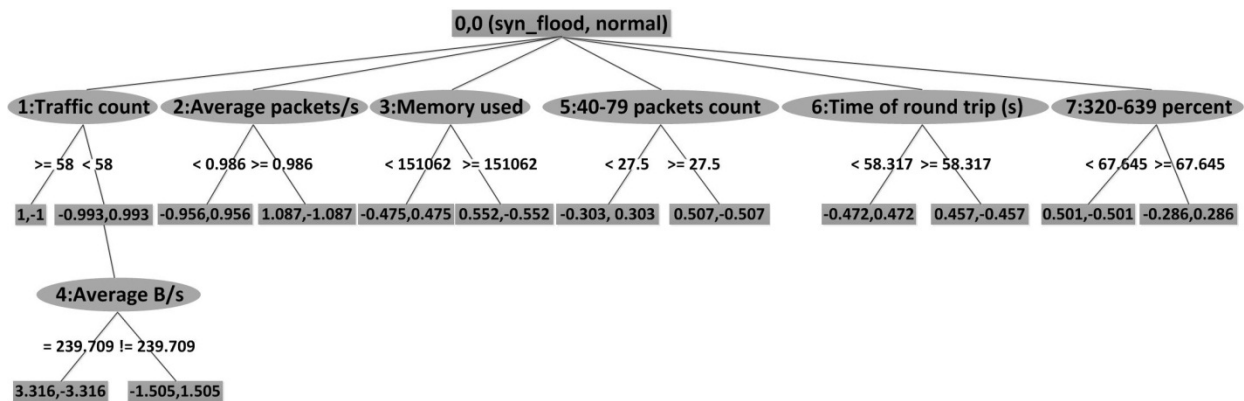 0,0 (syn_flood, normal)
1:Traffic count 2:Average packets/s 3:Memory used 5:40-79 packets count 6:Time of round trip (s) 7:320-639 percent
>= 58 < 58 < 0.986 >= 0.986 < 151062 >= 151062 < 27.5 >= 27.5 < 58.317 >= 58.317 < 67.645 >= 67.645
1,-1 -0.993,0.993 -0.956,0.956 1.087,-1.087 -0.475,0.475 0.552,-0.552 -0.303, 0.303 0.507,-0.507 -0.472,0.472 0.457,-0.457 0.501,-0.501 -0.286,0.286
4:Average B/s
= 239.709 != 239.709
3.316,-3.316 -1.505,1.505